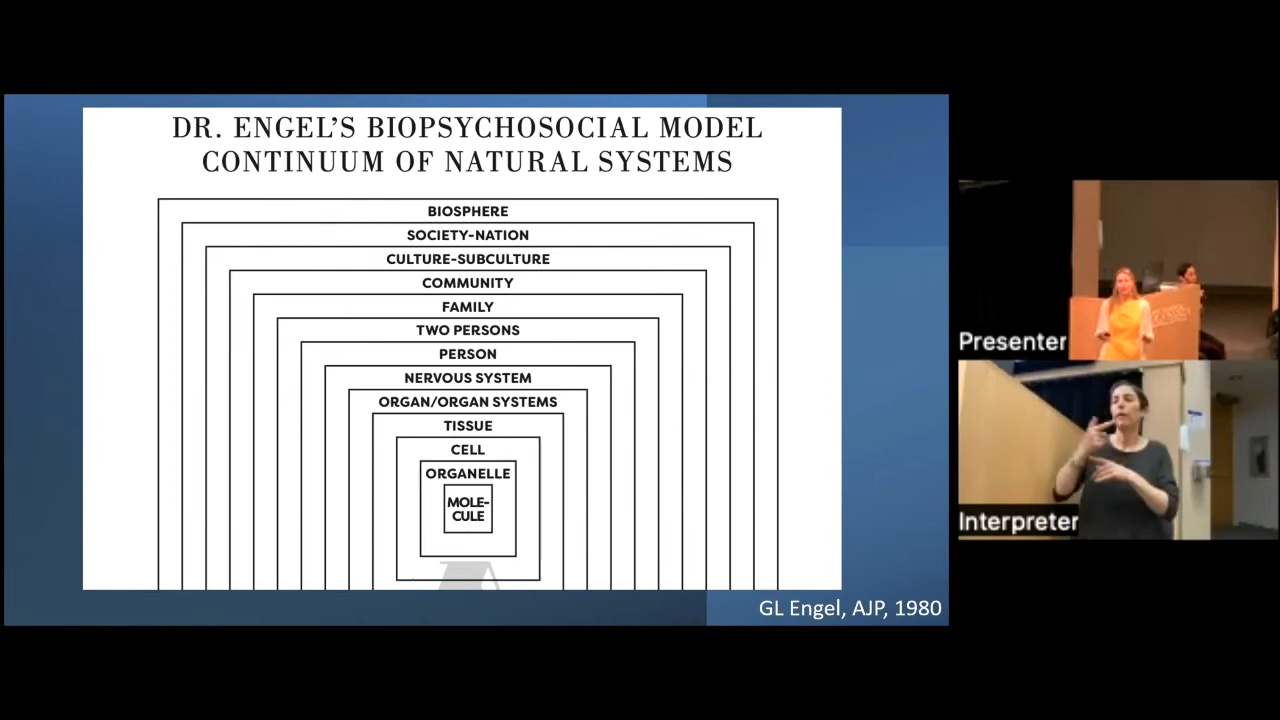 DR. ENGEL'S BIOPSYCHOSOCIAL MODEL
CONTINUUM OF NATURAL SYSTEMS
BIOSPHERE
SOCIETY-NATION
CULTURE-SUBCULTURE
COMMUNITY
FAMILY
TWO PERSONS
PERSON
NERVOUS SYSTEM
ORGAN/ORGAN SYSTEMS
TISSUE
CELL
ORGANELLE
MOLE-
CULE
GL Engel, AJP, 1980
Presenter
Interpreter